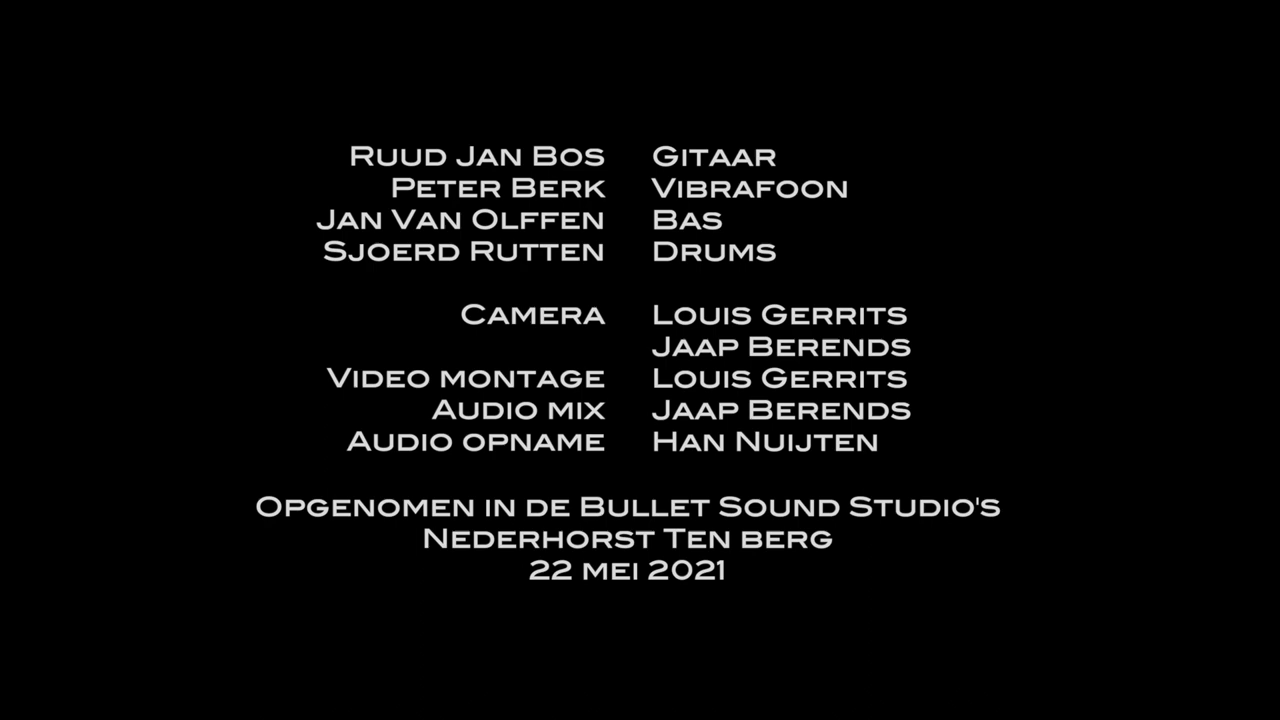 Ruud Jan Bos Gitaar
Peter Berk Vibrafoon
Jan Van Olffen Bas
Sjoerd Rutten Drums
Camera Louis Gerrits
Jaap Berends
Video montage Louis Gerrits
Audio mix Jaap Berends
Audio opname Han Nuijten
Opgenomen in de Bullet Sound Studio's
Nederhorst Ten berg
22 mei 2021